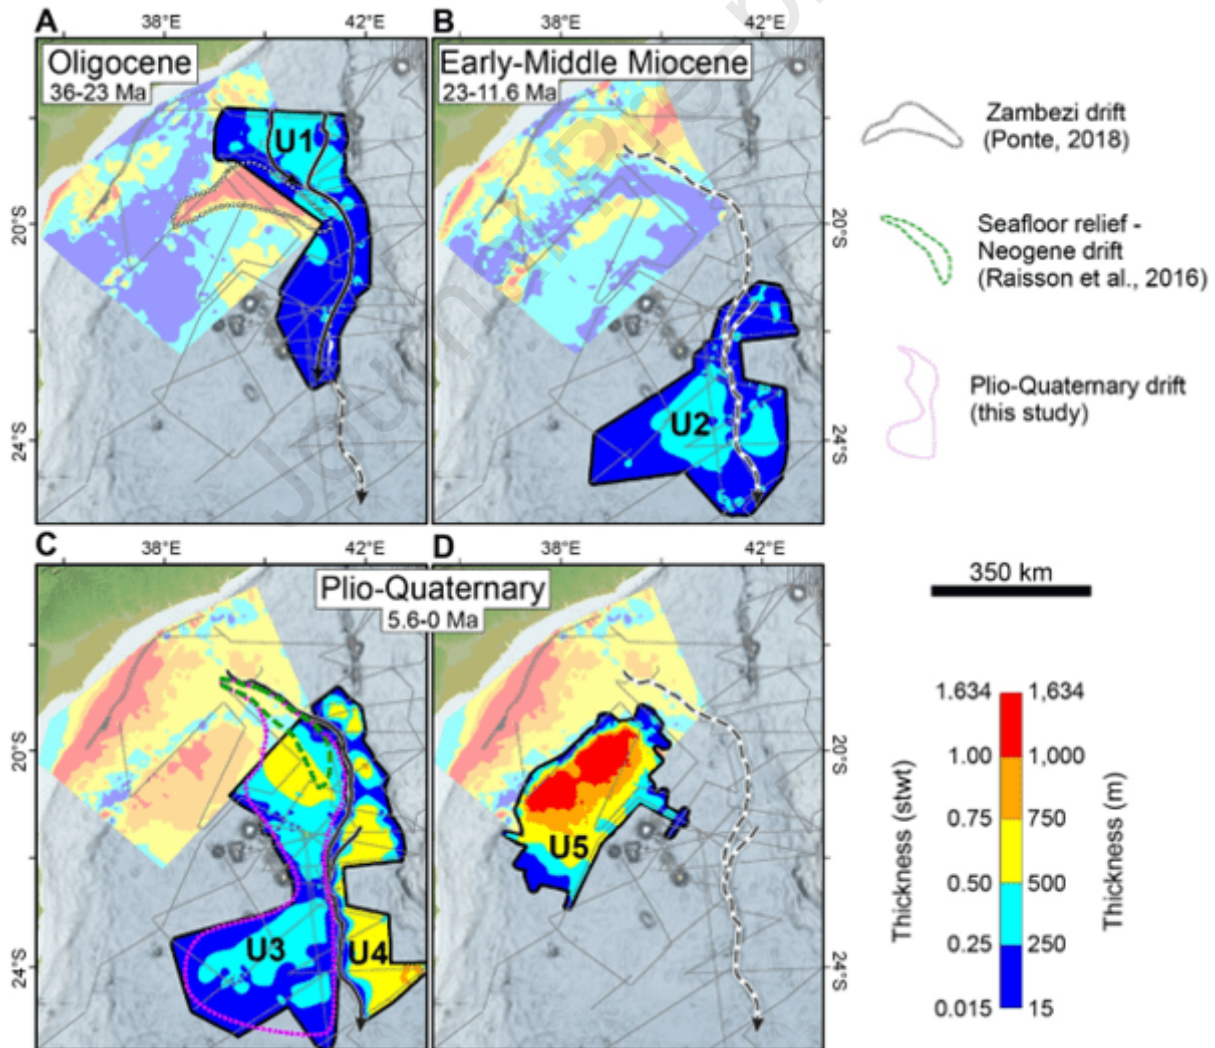 A
38°E
42°E
B
38°E
42°E
Oligocene
36-23 Ma
Early-Middle Miocene
23-11.6 Ma
U1
U2
20°S
24°S
20°S
24°S
Zambezi drift
(Ponte, 2018)
Seafloor relief -
Neogene drift
(Raisson et al., 2016)
Plio-Quaternary drift
(this study)
C
38°E
42°E
D
38°E
42°E
Plio-Quaternary
5.6-0 Ma
U3
U4
U5
20°S
24°S
20°S
24°S
350 km
Thickness (stwt)
1.634
1.00
0.75
0.50
0.25
0.015
1,634
1,000
750
500
250
15
Thickness (m)